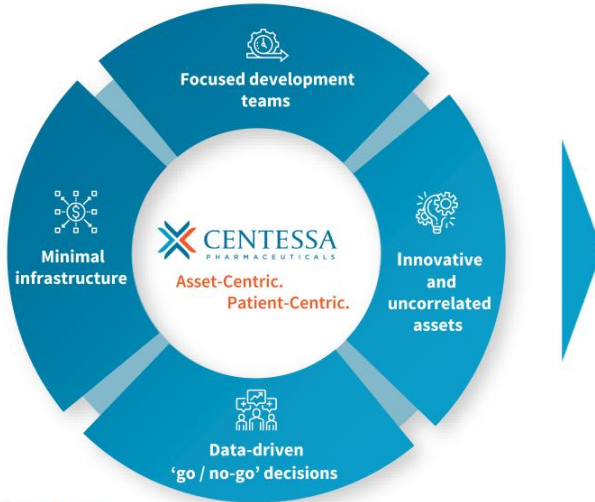 Focused development
teams
Minimal
infrastructure
CENTESSA
PHARMACEUTICALS
Asset-Centric.
Patient-Centric.
Innovative
and
uncorrelated
assets
Data-driven
‘go / no-go’ decisions